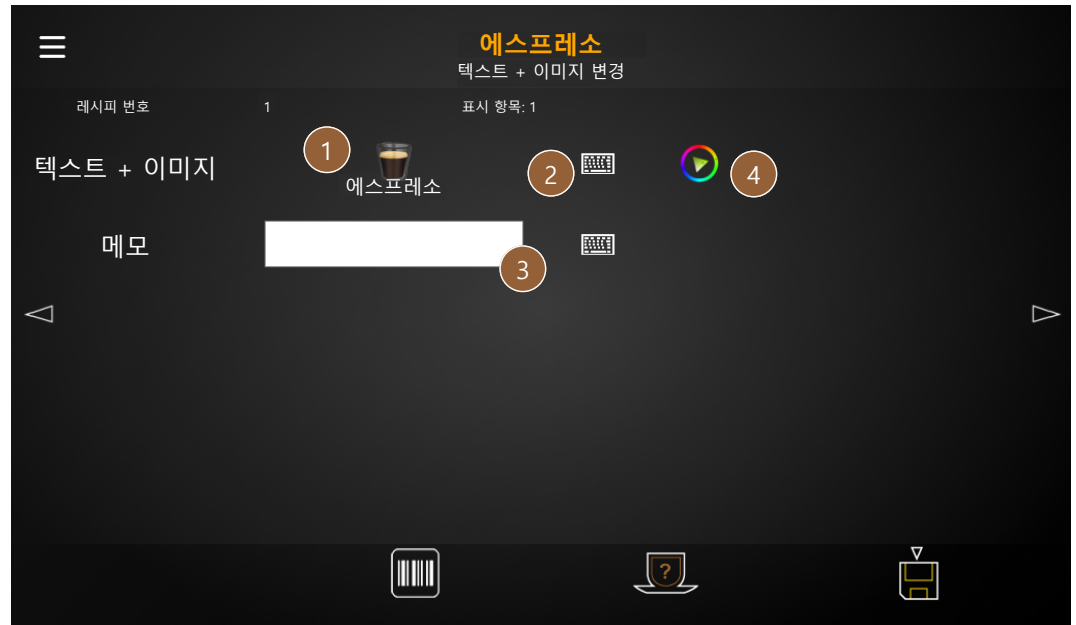 에스프레소
텍스트 + 이미지 변경
레시피 번호 1 표시 항목: 1
텍스트 + 이미지 1 에스프레소 2 4
메모 3
?